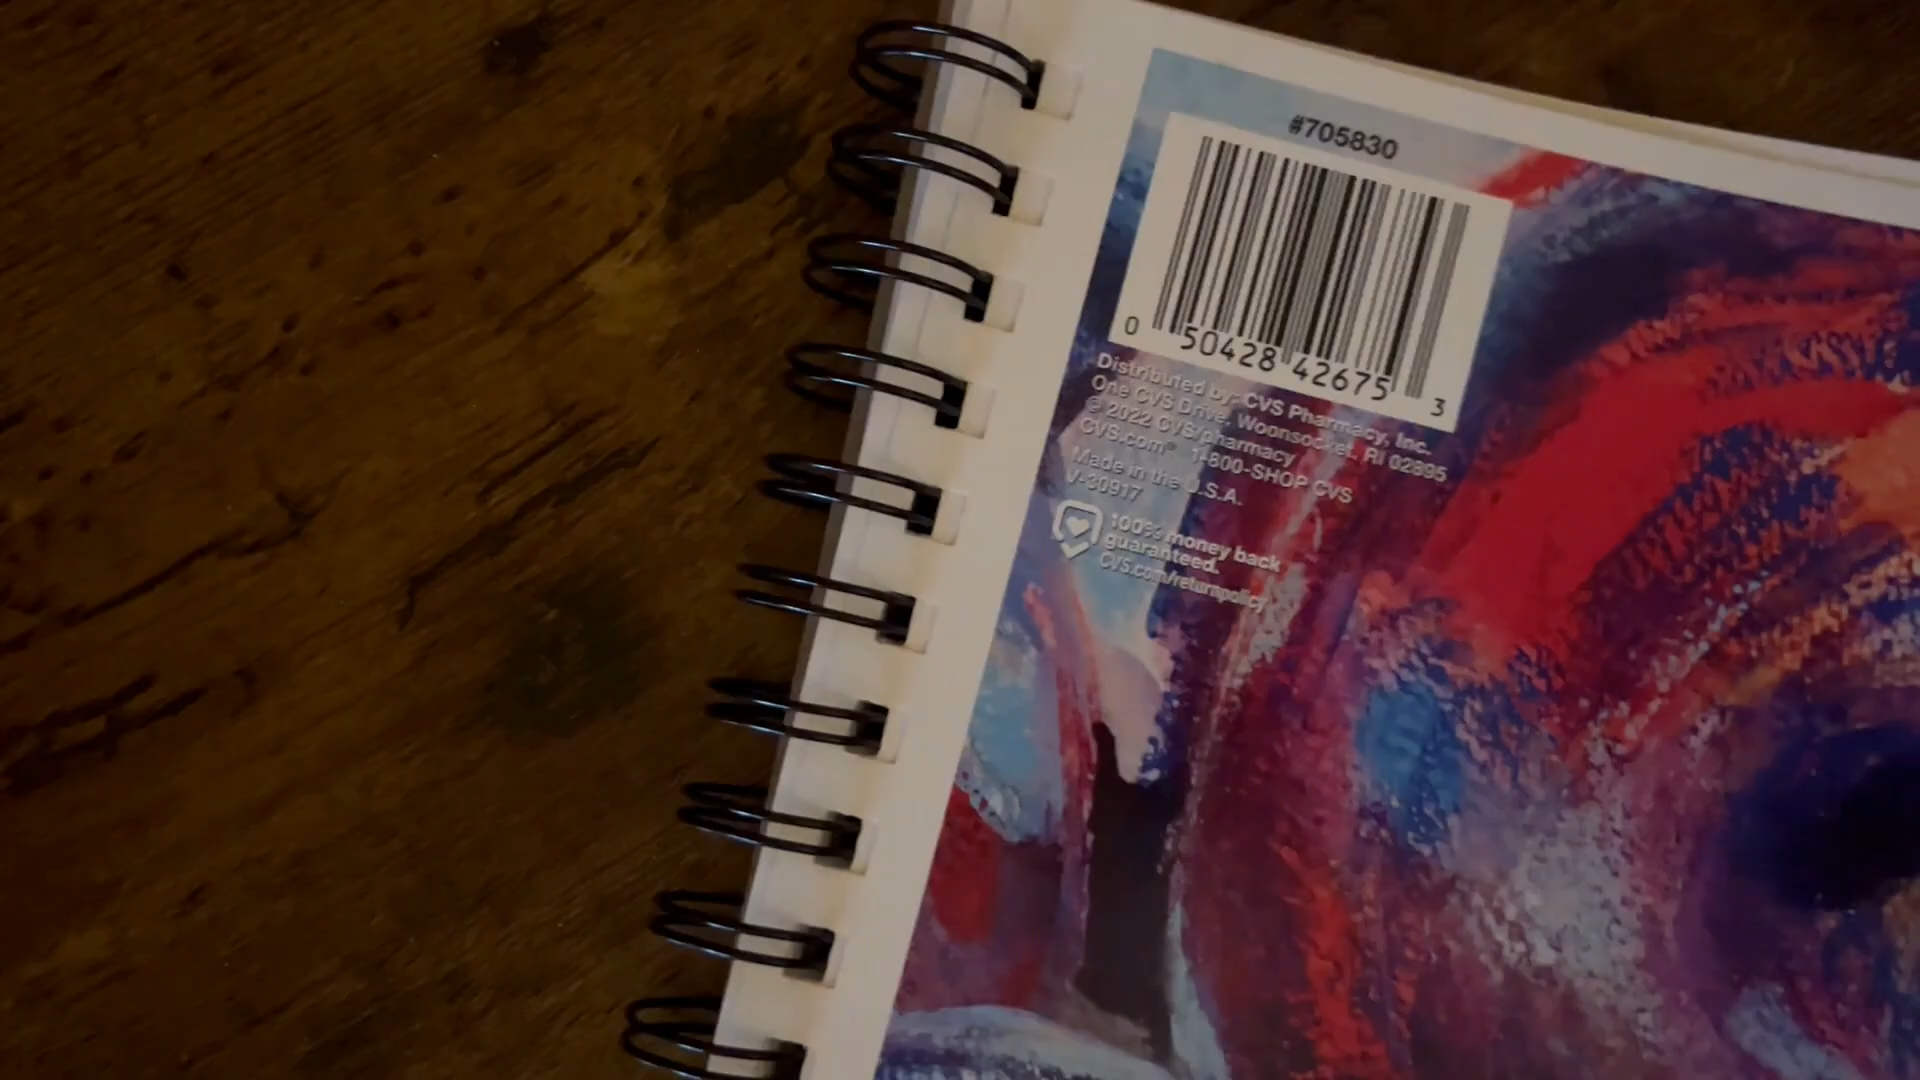 #705830
0 50428 42675 3
Distributed by: CVS Pharmacy, Inc.
One CVS Drive, Woonsocket, RI 02895
© 2022 CVS/pharmacy
CVS.com® 1-800-SHOP CVS
Made in the U.S.A.
V-30917
100% money back
guaranteed.
CVS.com/returnpolicy